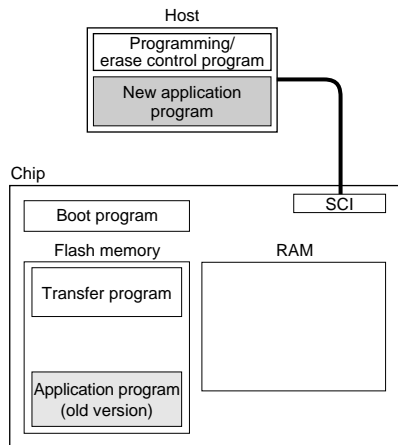 Host
Programming/
erase control program
New application
program
Chip
SCI
Boot program
Flash memory
RAM
Transfer program
Application program
(old version)